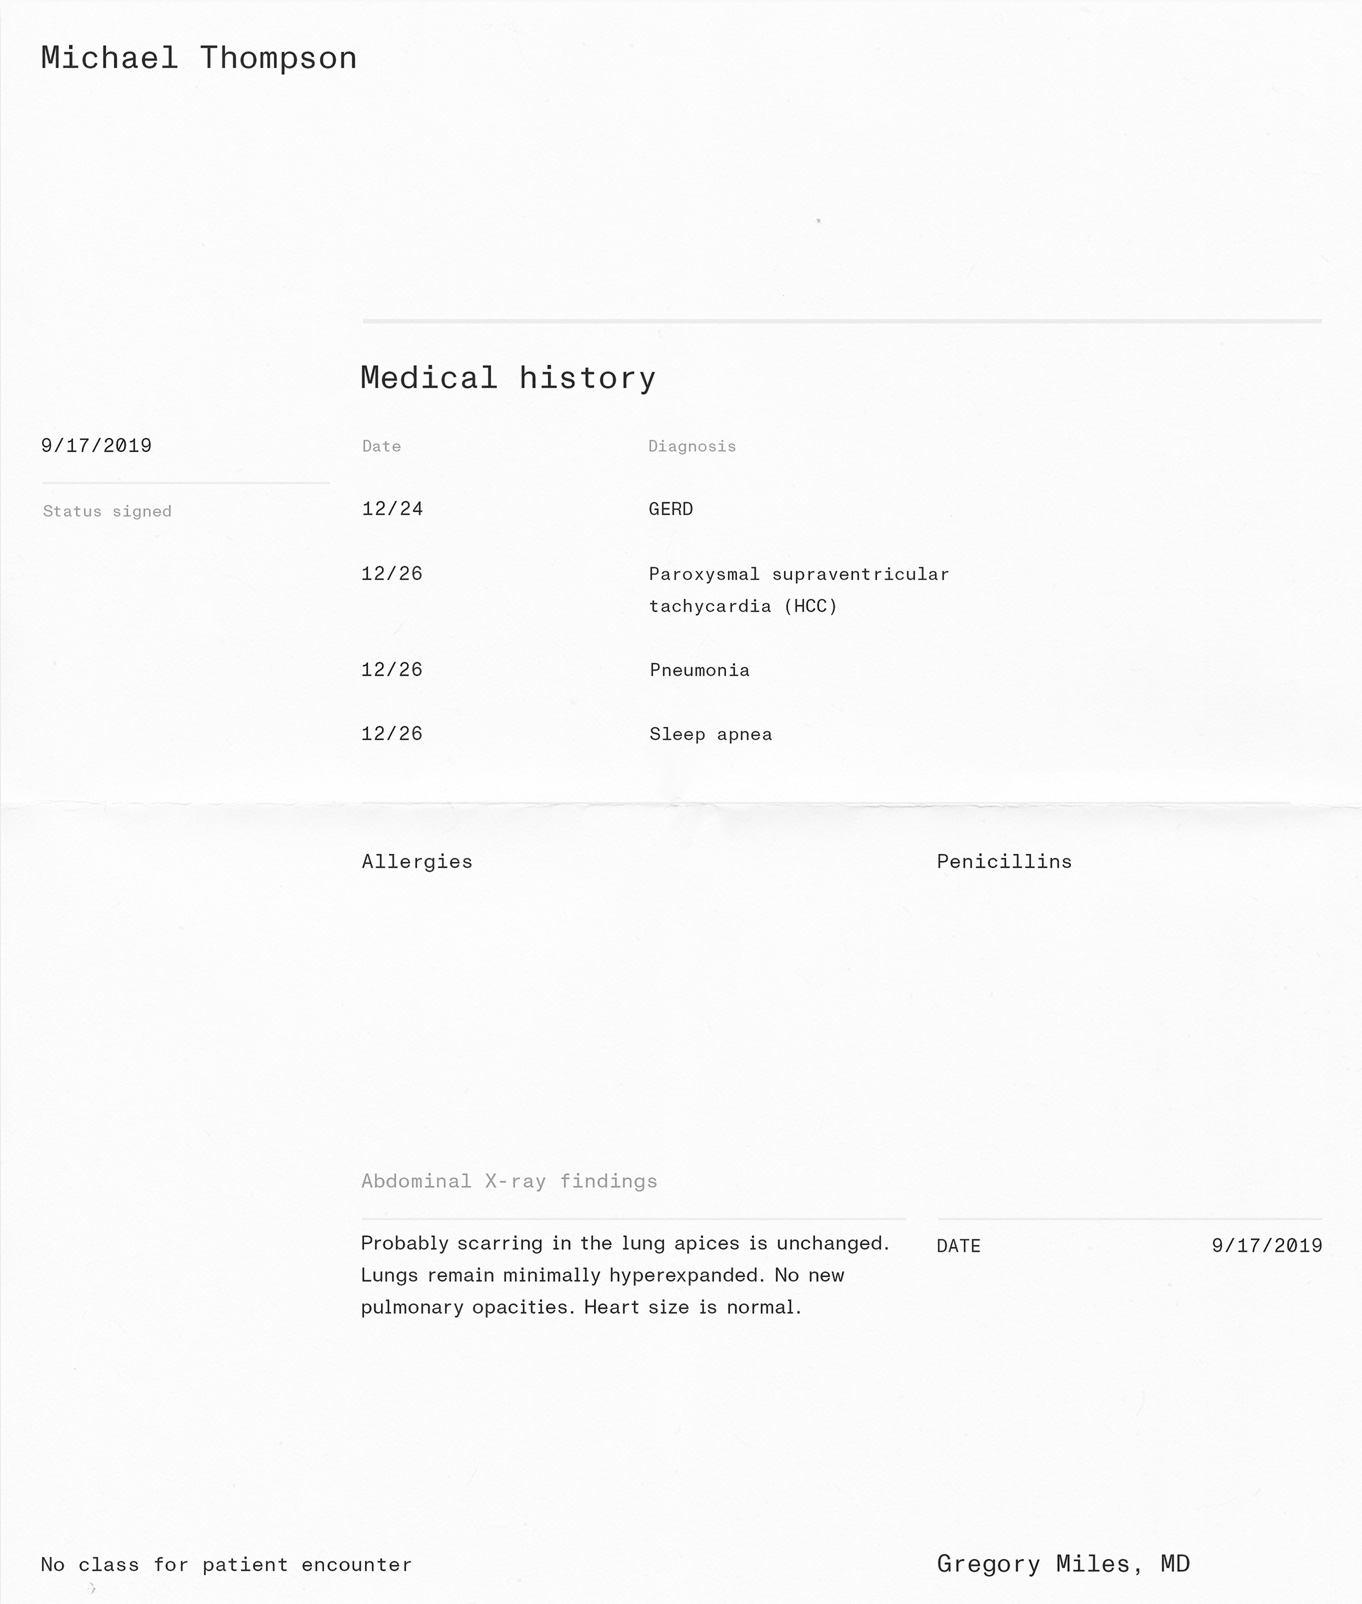 Michael Thompson
Medical history
9/17/2019
Status signed
Date Diagnosis
12/24 GERD
12/26 Paroxysmal supraventricular
tachycardia (HCC)
12/26 Pneumonia
12/26 Sleep apnea
Allergies Penicillins
Abdominal X-ray findings
Probably scarring in the lung apices is unchanged.
Lungs remain minimally hyperexpanded. No new
pulmonary opacities. Heart size is normal.
DATE 9/17/2019
No class for patient encounter
Gregory Miles, MD